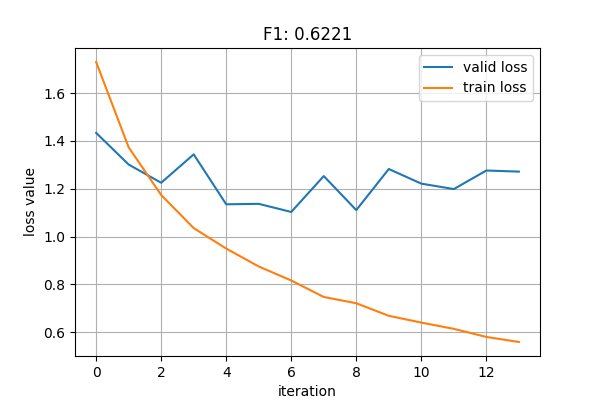 F1: 0.6221
valid loss
train loss
1.6
1.4
1.2
1.0
0.8
0.6
loss value
0 2 4 6 8 10 12
iteration